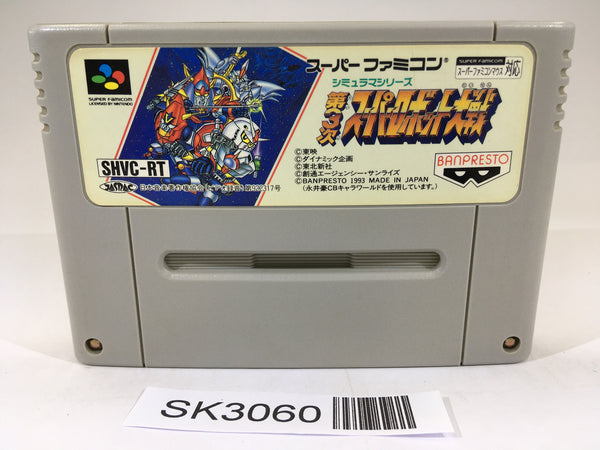 スーパーファミコン
シミュラマシリーズ
第3次
スーパーロボット大戦
SUPER FAMICOM
スーパーファミコンマウス
対応
SUPER FAMICOM
LICENSED BY NINTENDO
SHVC-RT
JASRAC
©東映
©ダイナミック企画
©東北新社
©創通エージェンシー・サンライズ
©BANPRESTO 1993 MADE IN JAPAN
(永井豪CBキャラワールドを使用しています。)
BANPRESTO
SK3060